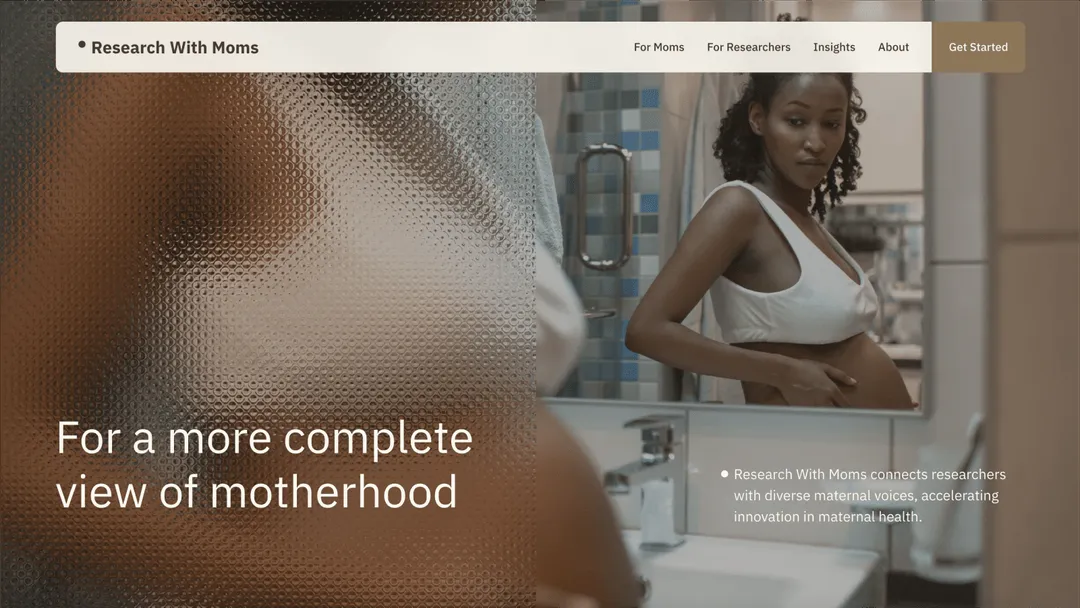 Research With Moms
For Moms
For Researchers
Insights
About
Get Started
For a more complete
view of motherhood
Research With Moms connects researchers
with diverse maternal voices, accelerating
innovation in maternal health.